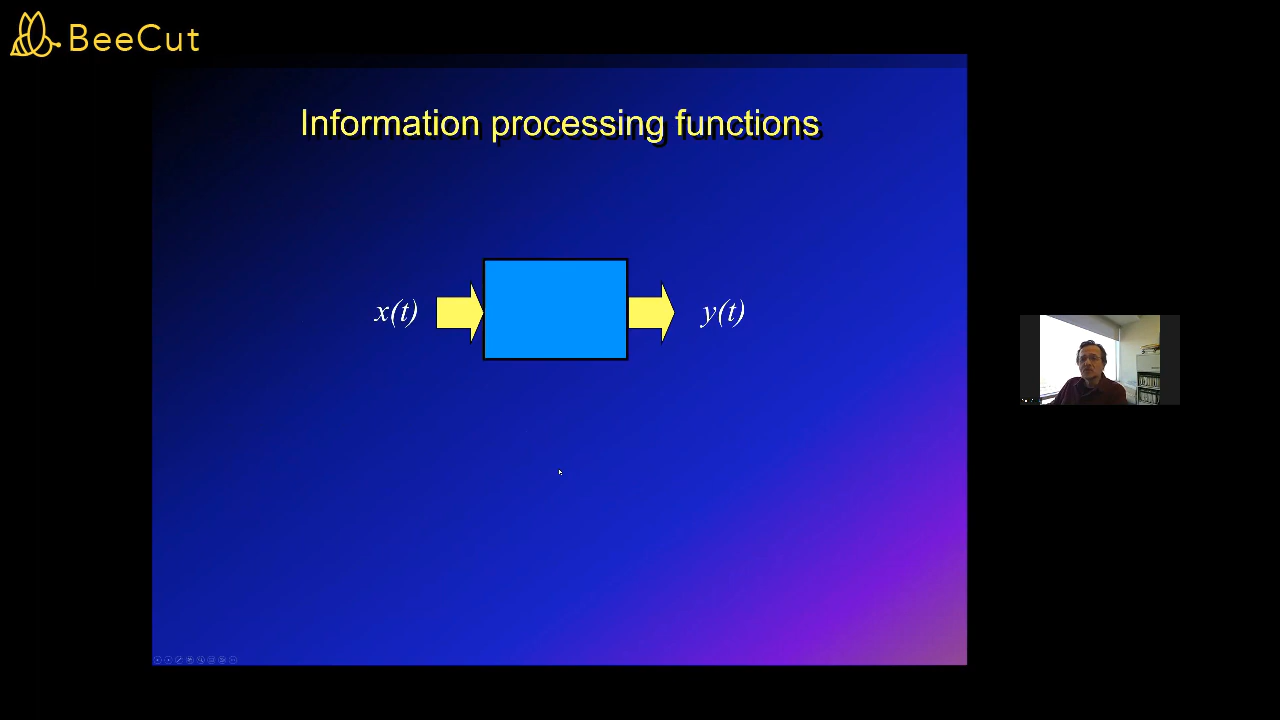 BeeCut
Information processing functions
x(t)
y(t)